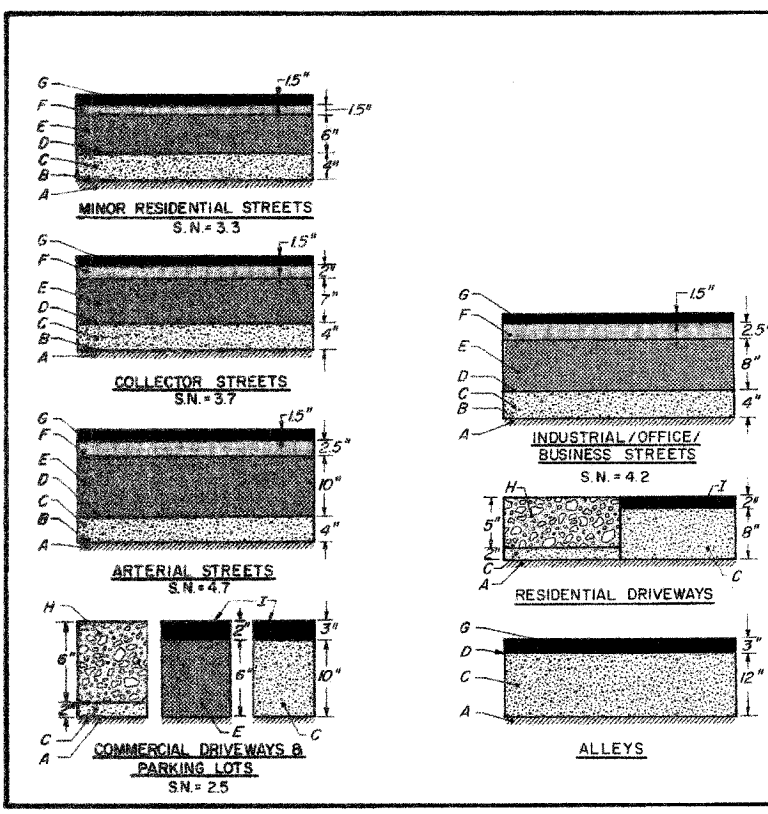 G
1.5"
F
1.5"
E
6"
D
C
4"
B
A
MINOR RESIDENTIAL STREETS
S.N.= 3.3
G
1.5"
F
2"
E
7"
D
C
4"
B
A
COLLECTOR STREETS
S.N.= 3.7
G
1.5"
F
2.5"
E
10"
D
C
4"
B
A
ARTERIAL STREETS
S.N.= 4.7
H
I
6"
2"
2"
6"
3"
10"
C
E
C
A
COMMERCIAL DRIVEWAYS &
PARKING LOTS
S.N.= 2.5
1.5"
G
F
2.5"
E
8"
D
C
4"
B
A
INDUSTRIAL/OFFICE/
BUSINESS STREETS
S.N. = 4.2
H
I
5"
2"
2"
8"
C
C
A
RESIDENTIAL DRIVEWAYS
G
3"
D
C
12"
A
ALLEYS